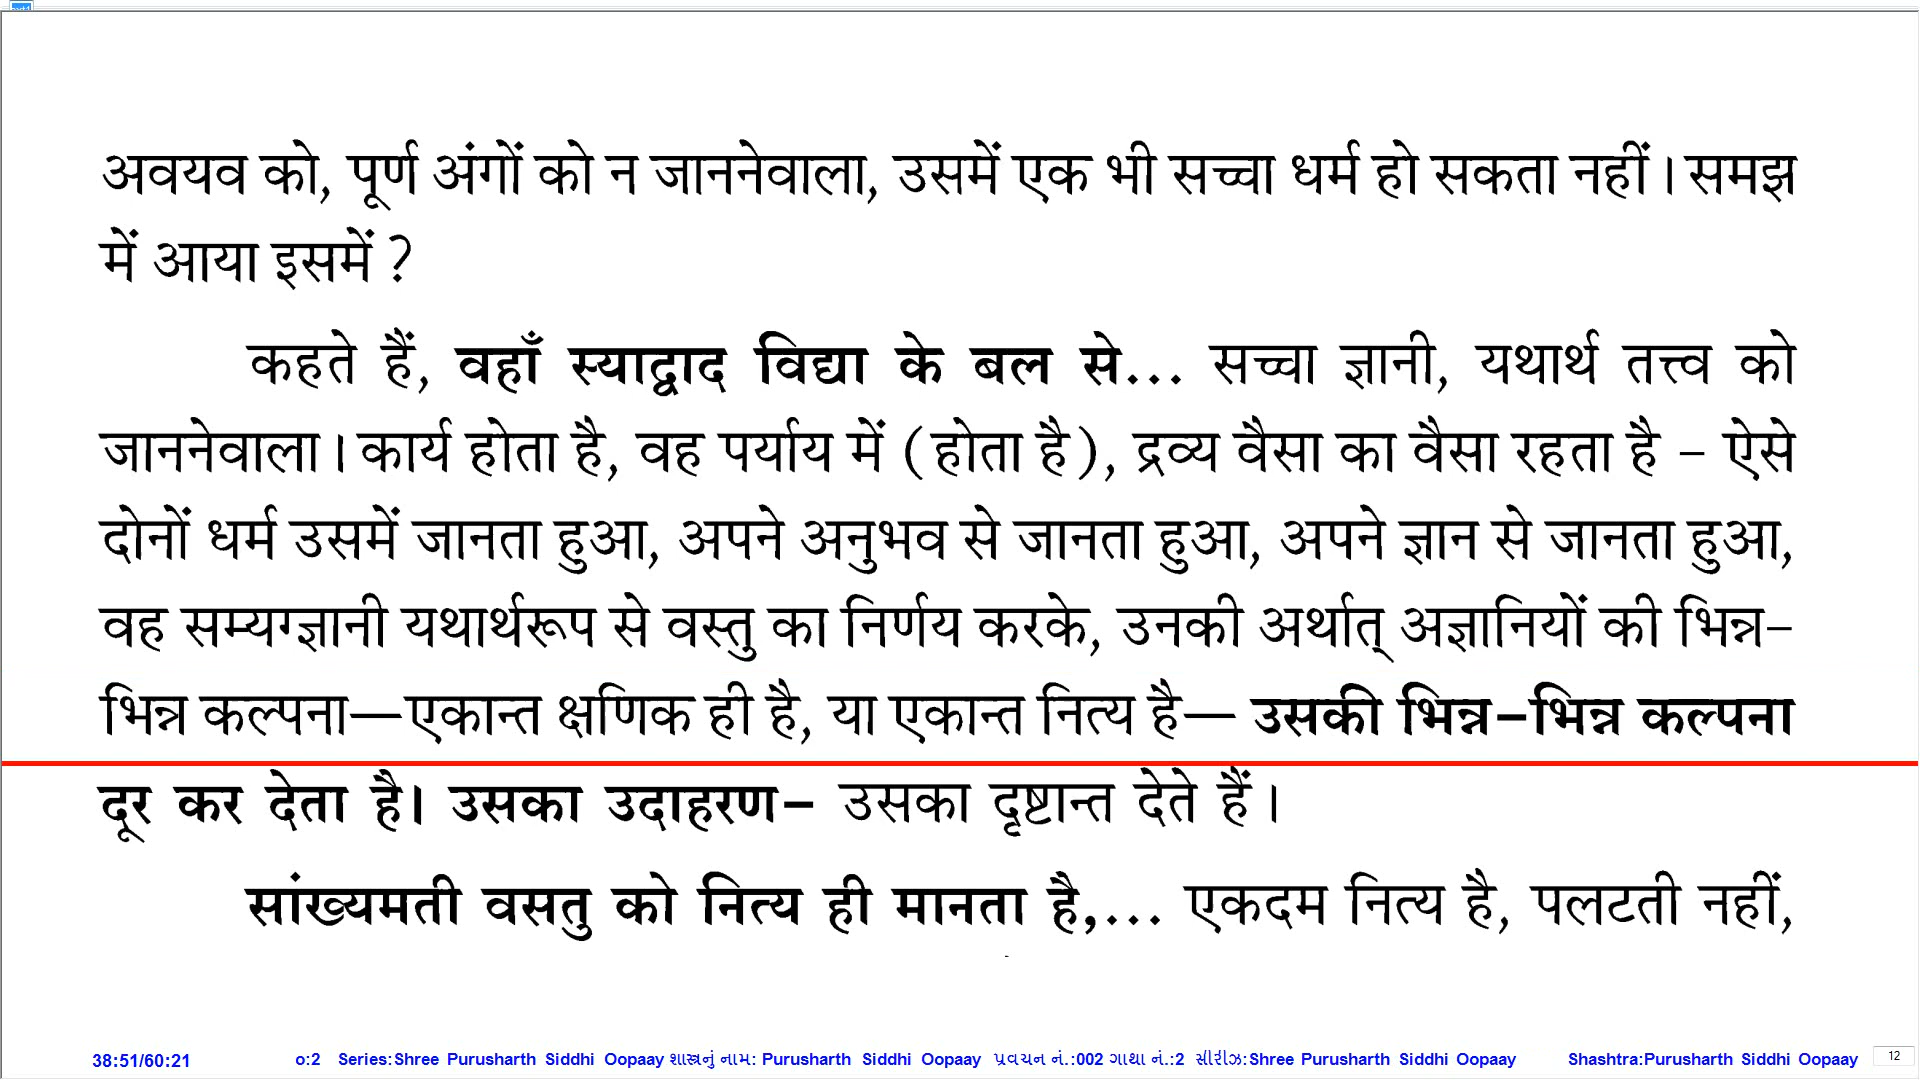 अवयव को, पूर्ण अंगों को न जाननेवाला, उसमें एक भी सच्चा धर्म हो सकता नहीं। समझ
में आया इसमें ?
कहते हैं, वहाँ स्याद्वाद विद्या के बल से... सच्चा ज्ञानी, यथार्थ तत्त्व को
जाननेवाला। कार्य होता है, वह पर्याय में (होता है), द्रव्य वैसा का वैसा रहता है - ऐसे
दोनों धर्म उसमें जानता हुआ, अपने अनुभव से जानता हुआ, अपने ज्ञान से जानता हुआ,
वह सम्यग्ज्ञानी यथार्थरूप से वस्तु का निर्णय करके, उनकी अर्थात् अज्ञानियों की भिन्न-
भिन्न कल्पना—एकान्त क्षणिक ही है, या एकान्त नित्य है— उसकी भिन्न-भिन्न कल्पना
दूर कर देता है। उसका उदाहरण- उसका दृष्टान्त देते हैं।
सांख्यमती वसतु को नित्य ही मानता है,... एकदम नित्य है, पलटती नहीं,
38:51/60:21 o:2 Series:Shree Purusharth Siddhi Oopaay શાસ્ત્રનું નામ: Purusharth Siddhi Oopaay પ્રવચન નં.:002 ગાથા નં.:2 સીરીઝ:Shree Purusharth Siddhi Oopaay Shashtra:Purusharth Siddhi Oopaay 12